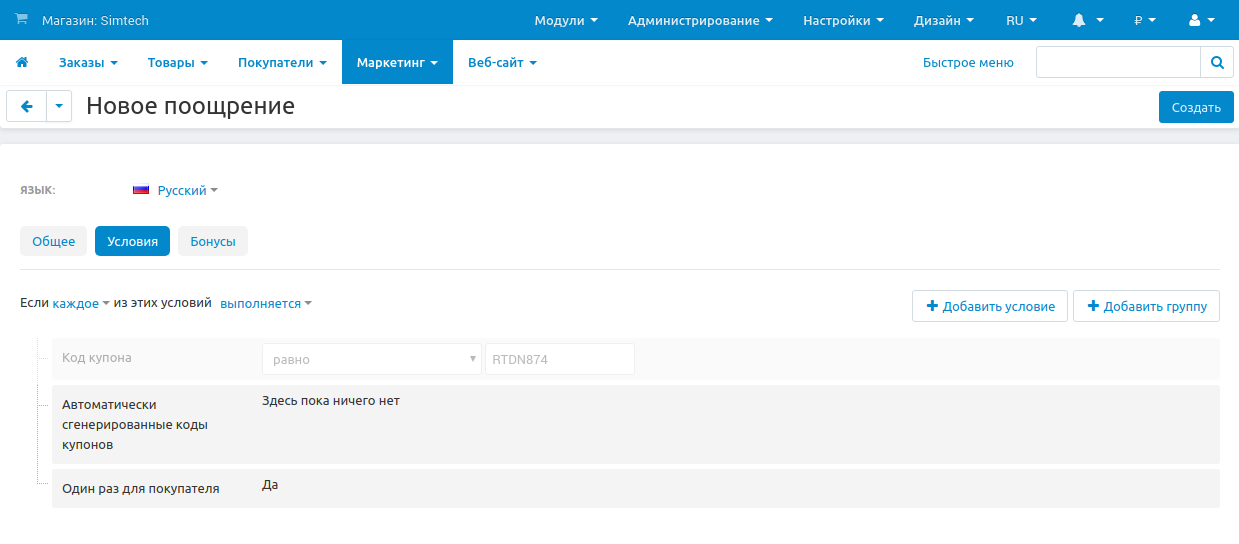 Магазин: Simtech
Модули
Администрирование
Настройки
Дизайн
RU
₽
Заказы
Товары
Покупатели
Маркетинг
Веб-сайт
Быстрое меню
Новое поощрение
Создать
ЯЗЫК:
Русский
Общее
Условия
Бонусы
Если каждое из этих условий выполняется
Добавить условие
Добавить группу
Код купона
равно
RTDN874
Автоматически
сгенерированные коды
купонов
Здесь пока ничего нет
Один раз для покупателя
Да